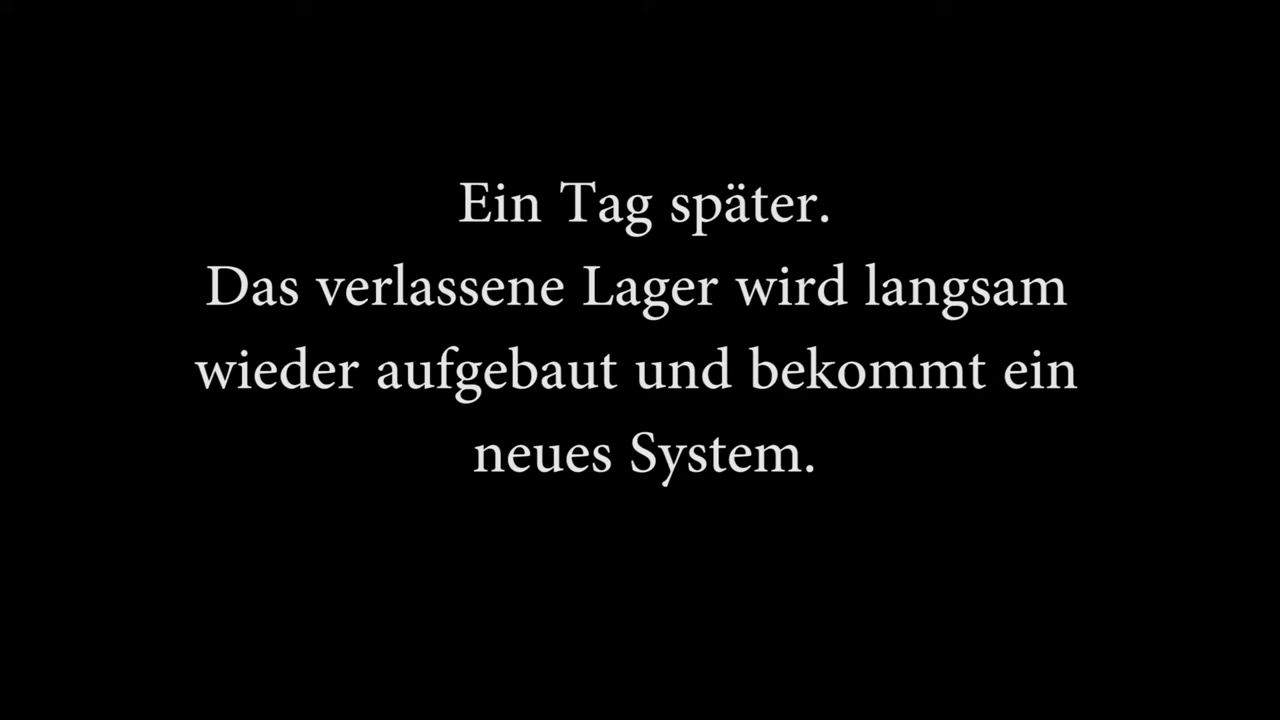 Ein Tag später.
Das verlassene Lager wird langsam
wieder aufgebaut und bekommt ein
neues System.